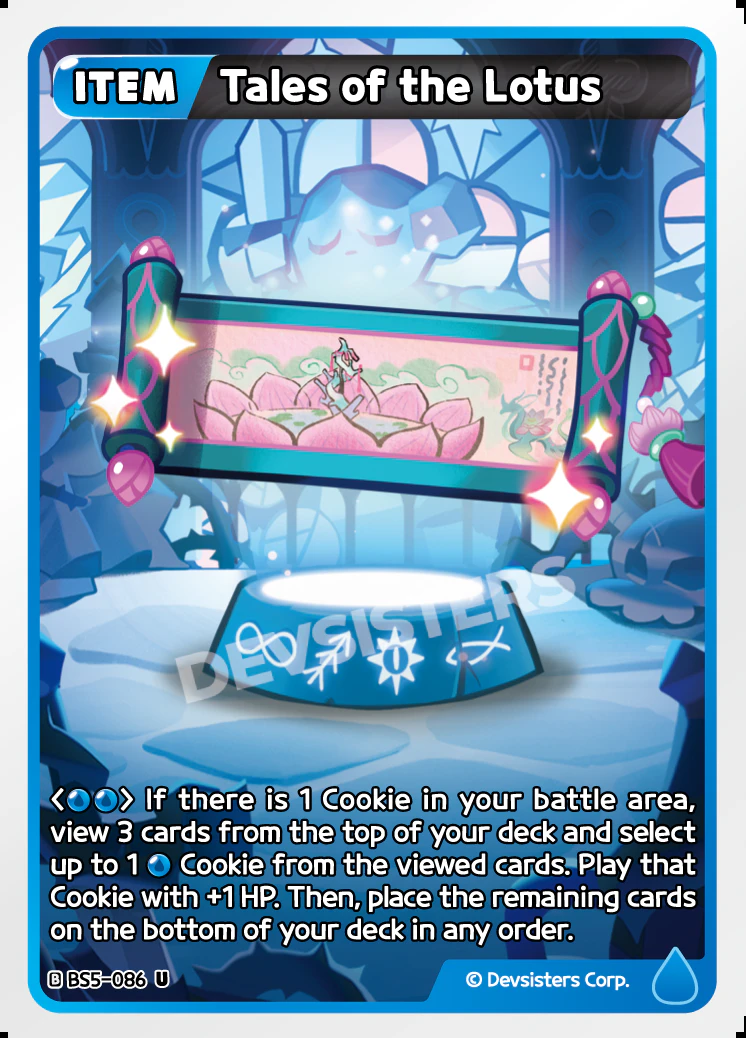 ITEM Tales of the Lotus
DEVSISTERS
<> If there is 1 Cookie in your battle area,
view 3 cards from the top of your deck and select
up to 1 Cookie from the viewed cards. Play that
Cookie with +1 HP. Then, place the remaining cards
on the bottom of your deck in any order.
B BS5-086 U
© Devsisters Corp.